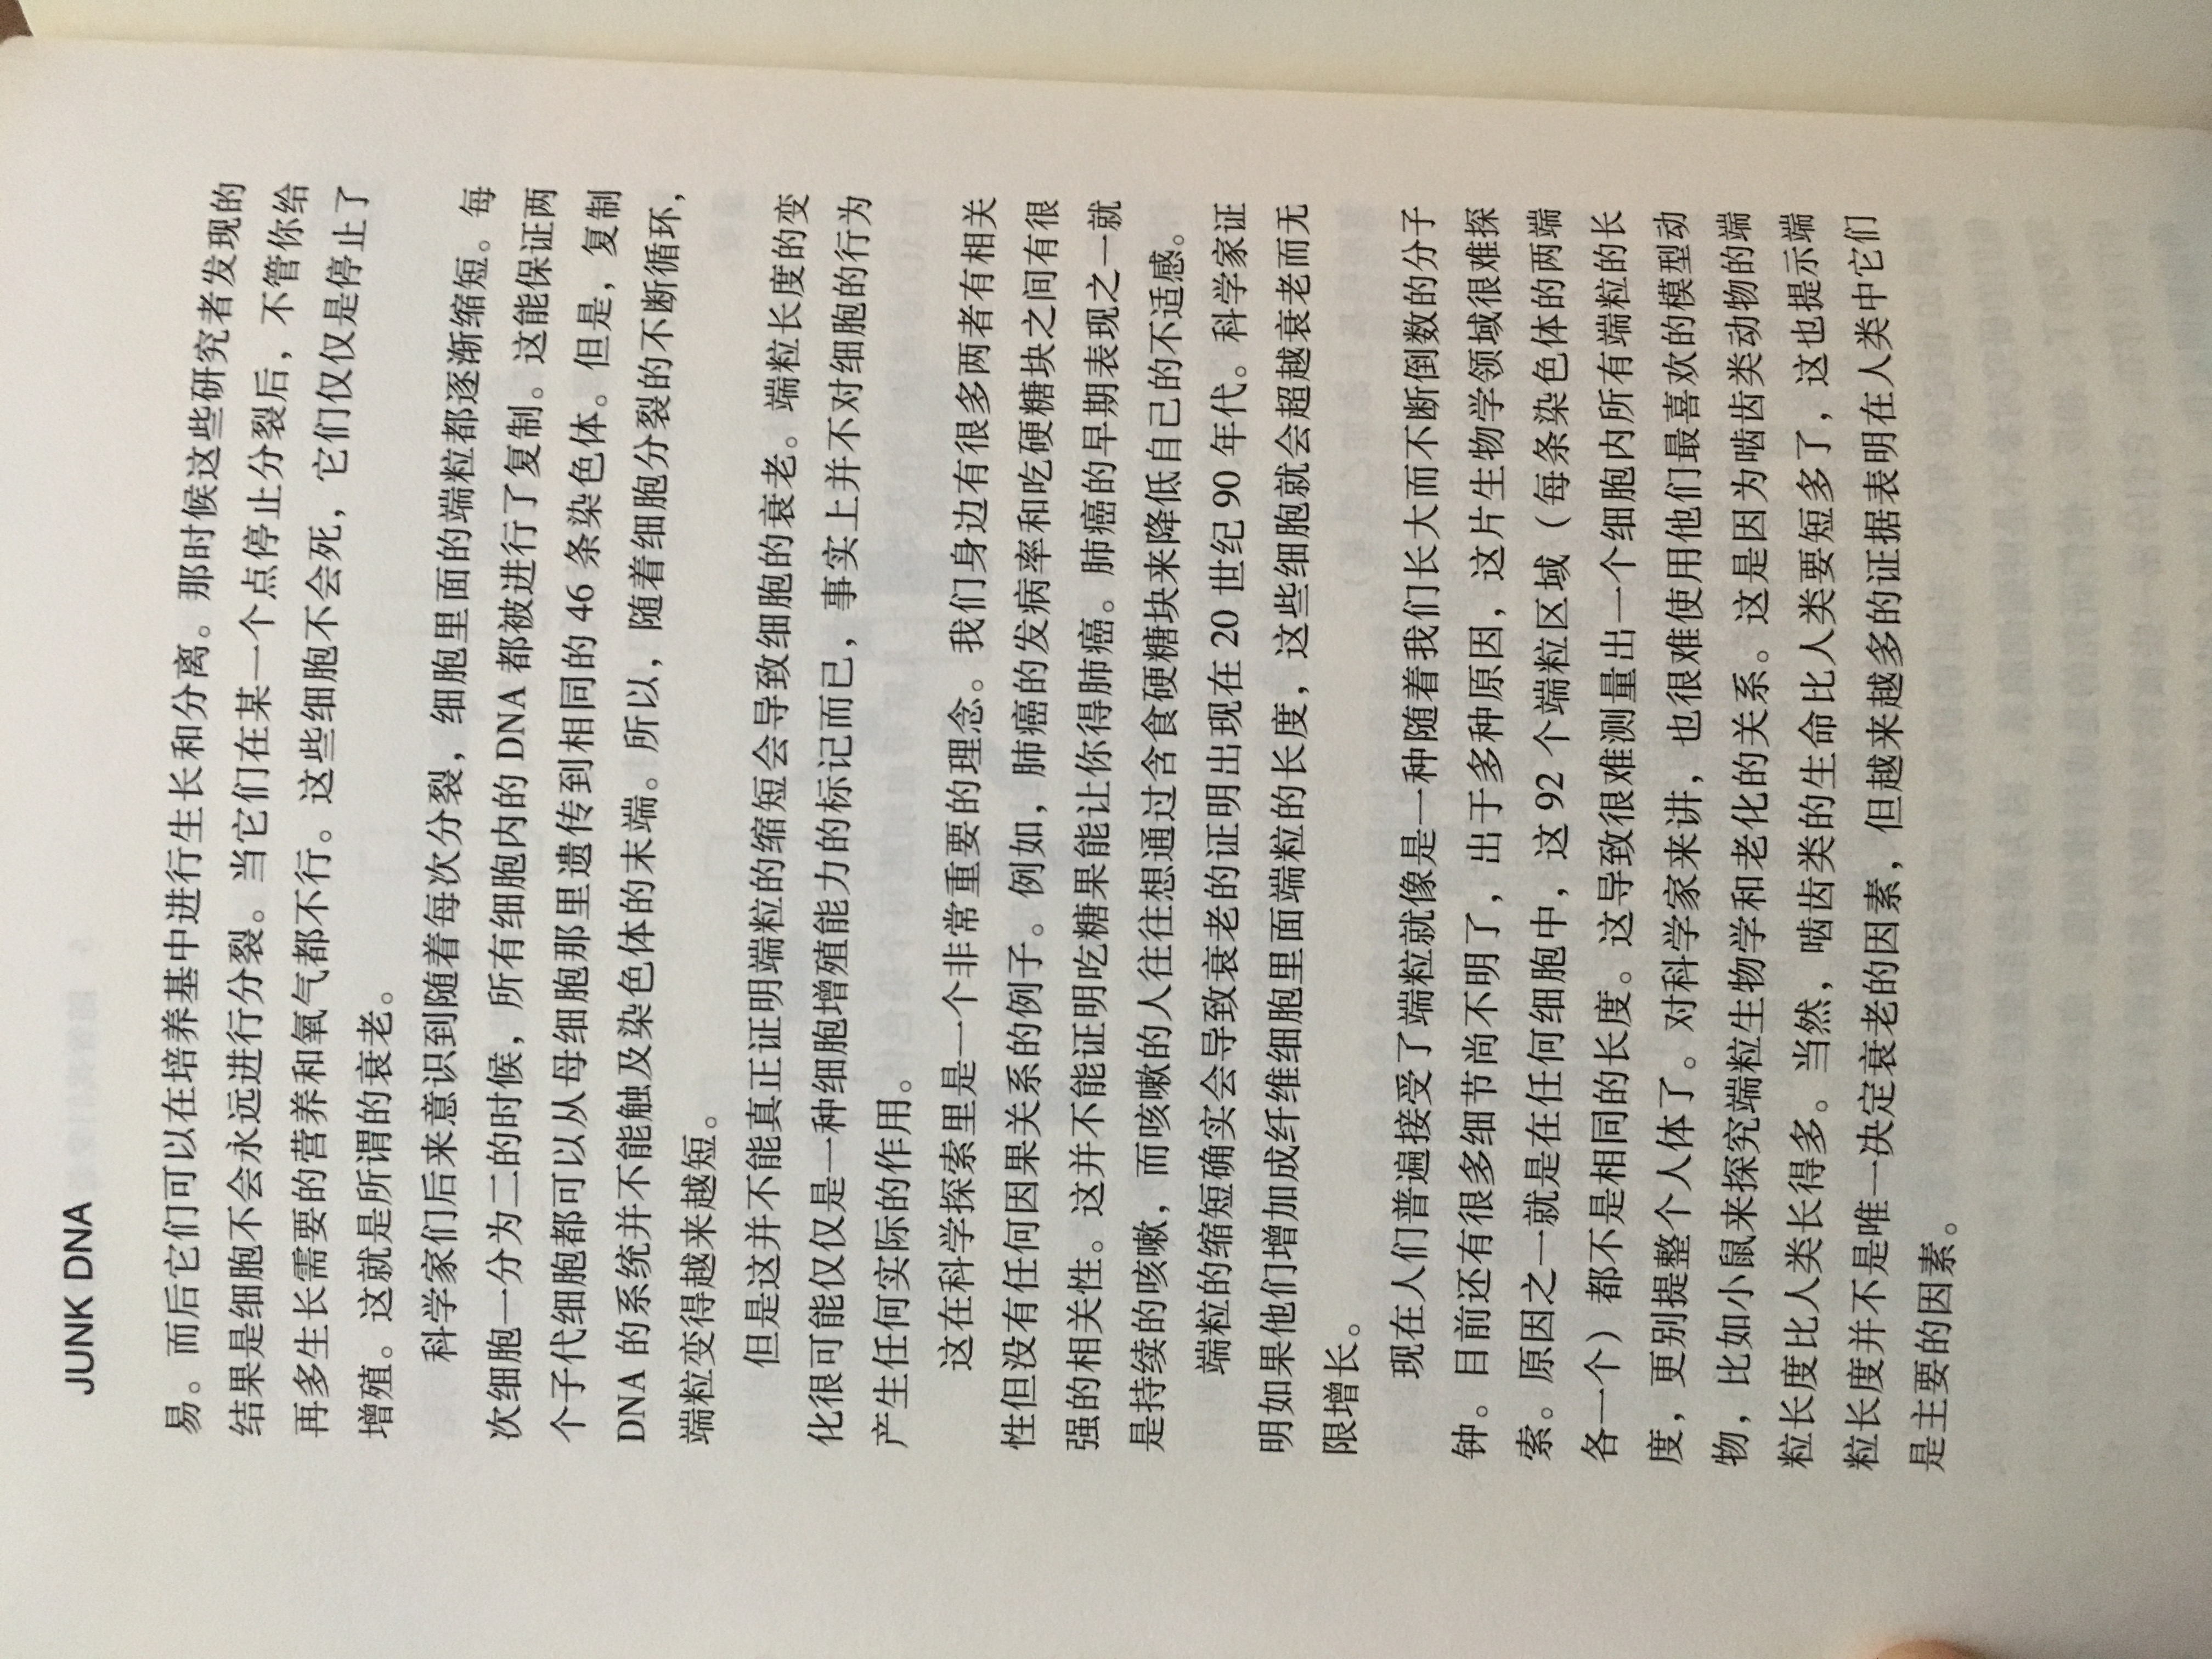 JUNK DNA
易。而后它们可以在培养基中进行生长和分离。那时候这些研究者发现的
结果是细胞不会永远进行分裂。当它们在某一个点停止分裂后，不管你给
再多生长需要的营养和氧气都不行。这些细胞不会死，它们仅仅是停止了
增殖。这就是所谓的衰老。
科学家们后来意识到随着每次分裂，细胞里面的端粒都逐渐缩短。每
次细胞一分为二的时候，所有细胞内的 DNA 都被进行了复制。这能保证两
个子代细胞都可以从母细胞那里遗传到相同的 46 条染色体。但是，复制
DNA 的系统并不能触及染色体的末端。所以，随着细胞分裂的不断循环，
端粒变得越来越短。
但是这并不能真正证明端粒的缩短会导致细胞的衰老。端粒长度的变
化很可能仅仅是一种细胞增殖能力的标记而已，事实上并不对细胞的行为
产生任何实际的作用。
这在科学探索里是一个非常重要的理念。我们身边有很多两者有相关
性但没有任何因果关系的例子。例如，肺癌的发病率和吃硬糖块之间有很
强的相关性。这并不能证明吃糖果能让你得肺癌。肺癌的早期表现之一就
是持续的咳嗽，而咳嗽的人往往想通过含食硬糖块来降低自己的不适感。
端粒的缩短确实会导致衰老的证明出现在 20 世纪 90 年代。科学家证
明如果他们增加成纤维细胞里面端粒的长度，这些细胞就会超越衰老而无
限增长。
现在人们普遍接受了端粒就像是一种随着我们长大而不断倒数的分子
钟。目前还有很多细节尚不明了，出于多种原因，这片生物学领域很难探
索。原因之一就是在任何细胞中，这 92 个端粒区域（每条染色体的两端
各一个）都不是相同的长度。这导致很难测量出一个细胞内所有端粒的长
度，更别提整个人体了。对科学家来讲，也很难使用他们最喜欢的模型动
物，比如小鼠来探究端粒生物学和老化的关系。这是因为啮齿类动物的端
粒长度比人类长得多。当然，啮齿类的生命比人类要短多了，这也提示端
粒长度并不是唯一决定衰老的因素，但越来越多的证据表明在人类中它们
是主要的因素。